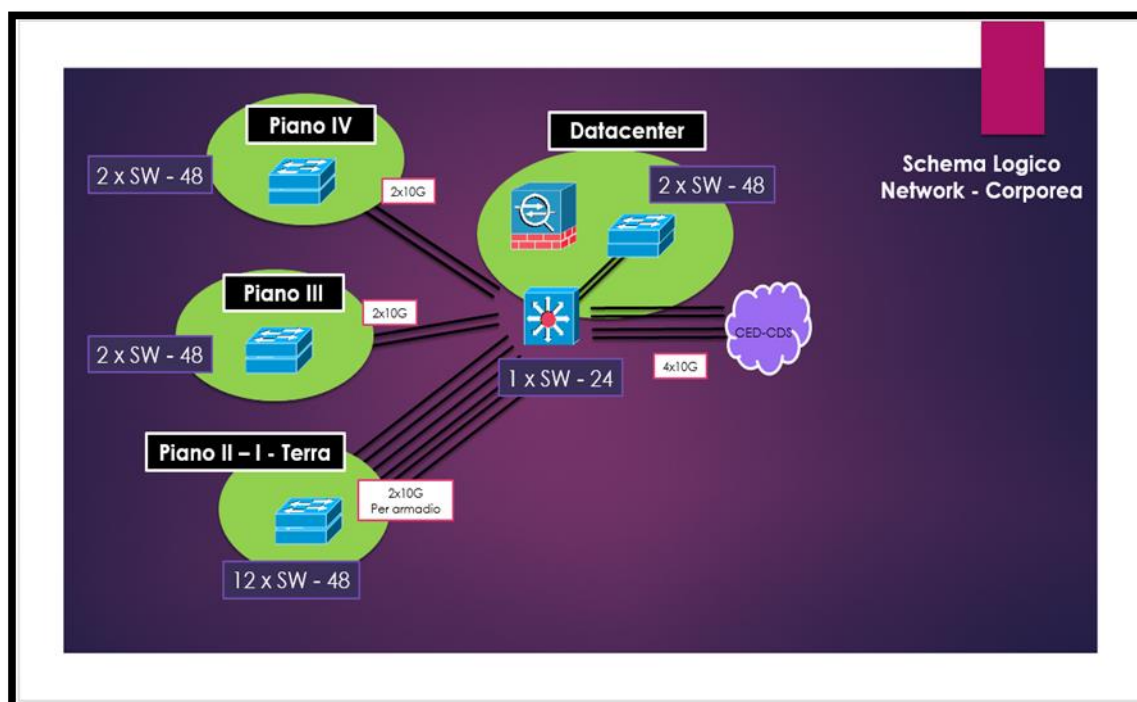 Schema Logico
Network - Corporea
Piano IV
2 x SW - 48
2x10G
Datacenter
2 x SW - 48
Piano III
2x10G
2 x SW - 48
CED-CDS
4x10G
1 x SW - 24
Piano II – I - Terra
2x10G
Per armadio
12 x SW - 48